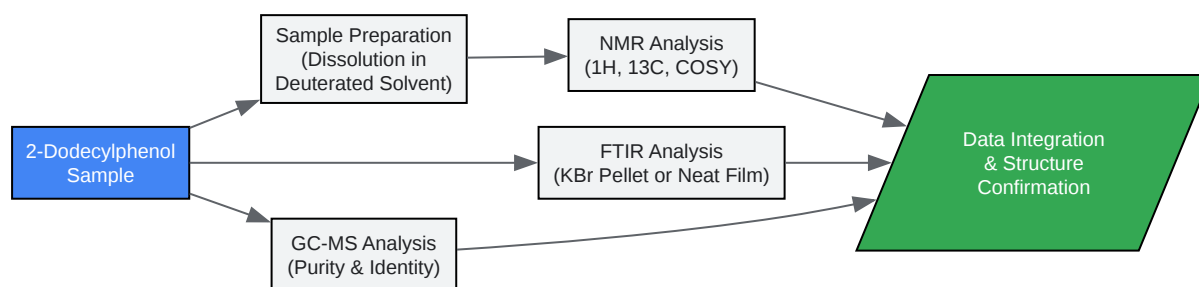 2-Dodecylphenol
Sample
Sample Preparation
(Dissolution in
Deuterated Solvent)
NMR Analysis
(1H, 13C, COSY)
FTIR Analysis
(KBr Pellet or Neat Film)
GC-MS Analysis
(Purity & Identity)
Data Integration
& Structure
Confirmation